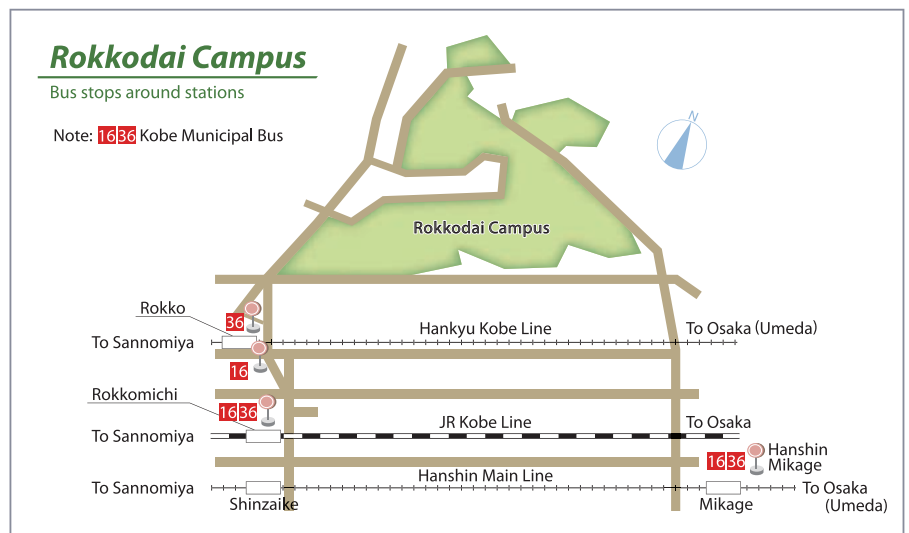 Rokkodai Campus
Bus stops around stations
Note: 16 36 Kobe Municipal Bus
N
Rokkodai Campus
Rokko
36
Hankyu Kobe Line
To Osaka (Umeda)
To Sannomiya
16
Rokkomichi
16 36
JR Kobe Line
To Osaka
To Sannomiya
16 36
Hanshin
Mikage
Hanshin Main Line
To Sannomiya
To Osaka
(Umeda)
Shinzaike
Mikage